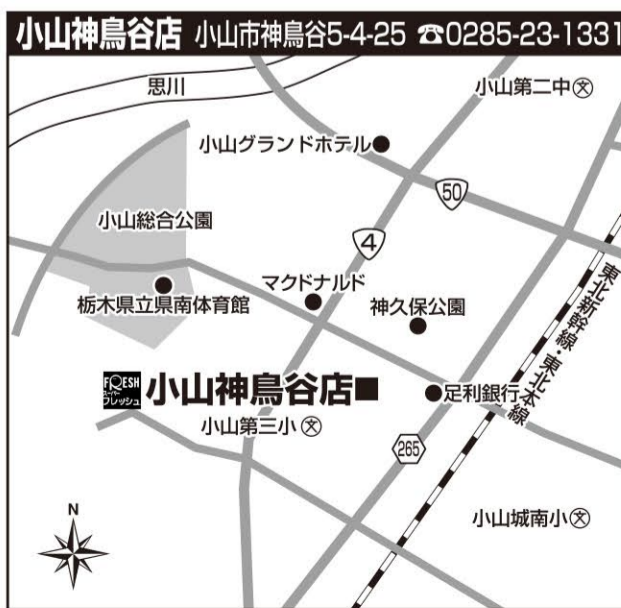 小山神鳥谷店 小山市神鳥谷5-4-25 ☎0285-23-1331
思川
小山第二中 文
小山グランドホテル
50
小山総合公園
4
東北新幹線・東北本線
マクドナルド
栃木県立県南体育館
神久保公園
FRESH
スーパー
フレッシュ
小山神鳥谷店
足利銀行
小山第三小 文
265
小山城南小 文
N